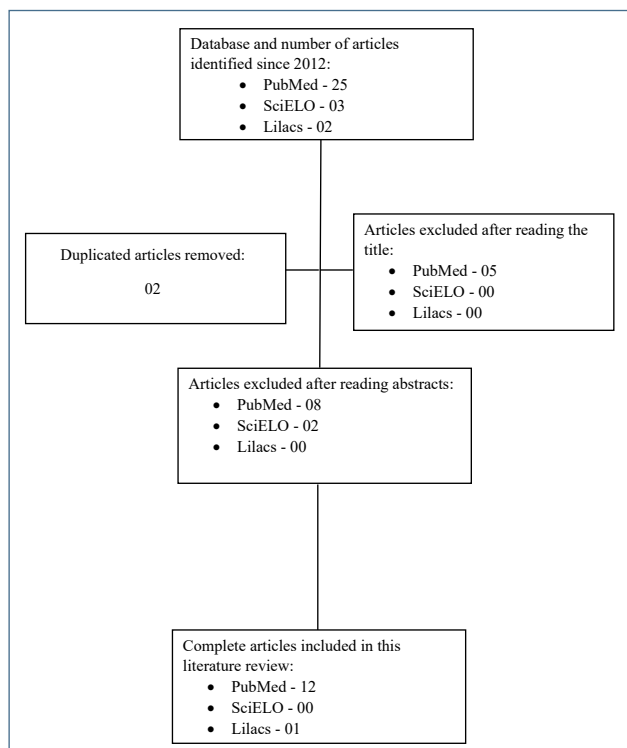 Database and number of articles
identified since 2012:
• PubMed - 25
• SciELO - 03
• Lilacs - 02
Duplicated articles removed:
02
Articles excluded after reading the
title:
• PubMed - 05
• SciELO - 00
• Lilacs - 00
Articles excluded after reading abstracts:
• PubMed - 08
• SciELO - 02
• Lilacs - 00
Complete articles included in this
literature review:
• PubMed - 12
• SciELO - 00
• Lilacs - 01